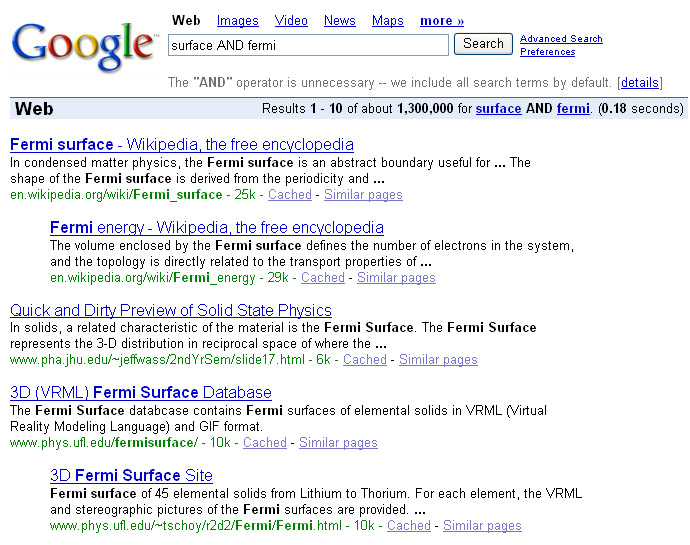 Web Images Video News Maps more »
Google™
surface AND fermi Search Advanced Search
Preferences
The "AND" operator is unnecessary -- we include all search terms by default. [details]
Web Results 1 - 10 of about 1,300,000 for surface AND fermi. (0.18 seconds)
Fermi surface - Wikipedia, the free encyclopedia
In condensed matter physics, the Fermi surface is an abstract boundary useful for ... The
shape of the Fermi surface is derived from the periodicity and ...
en.wikipedia.org/wiki/Fermi_surface - 25k - Cached - Similar pages
Fermi energy - Wikipedia, the free encyclopedia
The volume enclosed by the Fermi surface defines the number of electrons in the system,
and the topology is directly related to the transport properties of ...
en.wikipedia.org/wiki/Fermi_energy - 29k - Cached - Similar pages
Quick and Dirty Preview of Solid State Physics
In solids, a related characteristic of the material is the Fermi Surface. The Fermi Surface
represents the 3-D distribution in reciprocal space of where the ...
www.pha.jhu.edu/~jeffwass/2ndYrSem/slide17.html - 6k - Cached - Similar pages
3D (VRML) Fermi Surface Database
The Fermi Surface databcase contains Fermi surfaces of elemental solids in VRML (Virtual
Reality Modeling Language) and GIF format.
www.phys.ufl.edu/fermisurface/ - 10k - Cached - Similar pages
3D Fermi Surface Site
Fermi surface of 45 elemental solids from Lithium to Thorium. For each element, the VRML
and stereographic pictures of the Fermi surfaces are provided. ...
www.phys.ufl.edu/~tschoy/r2d2/Fermi/Fermi.html - 10k - Cached - Similar pages